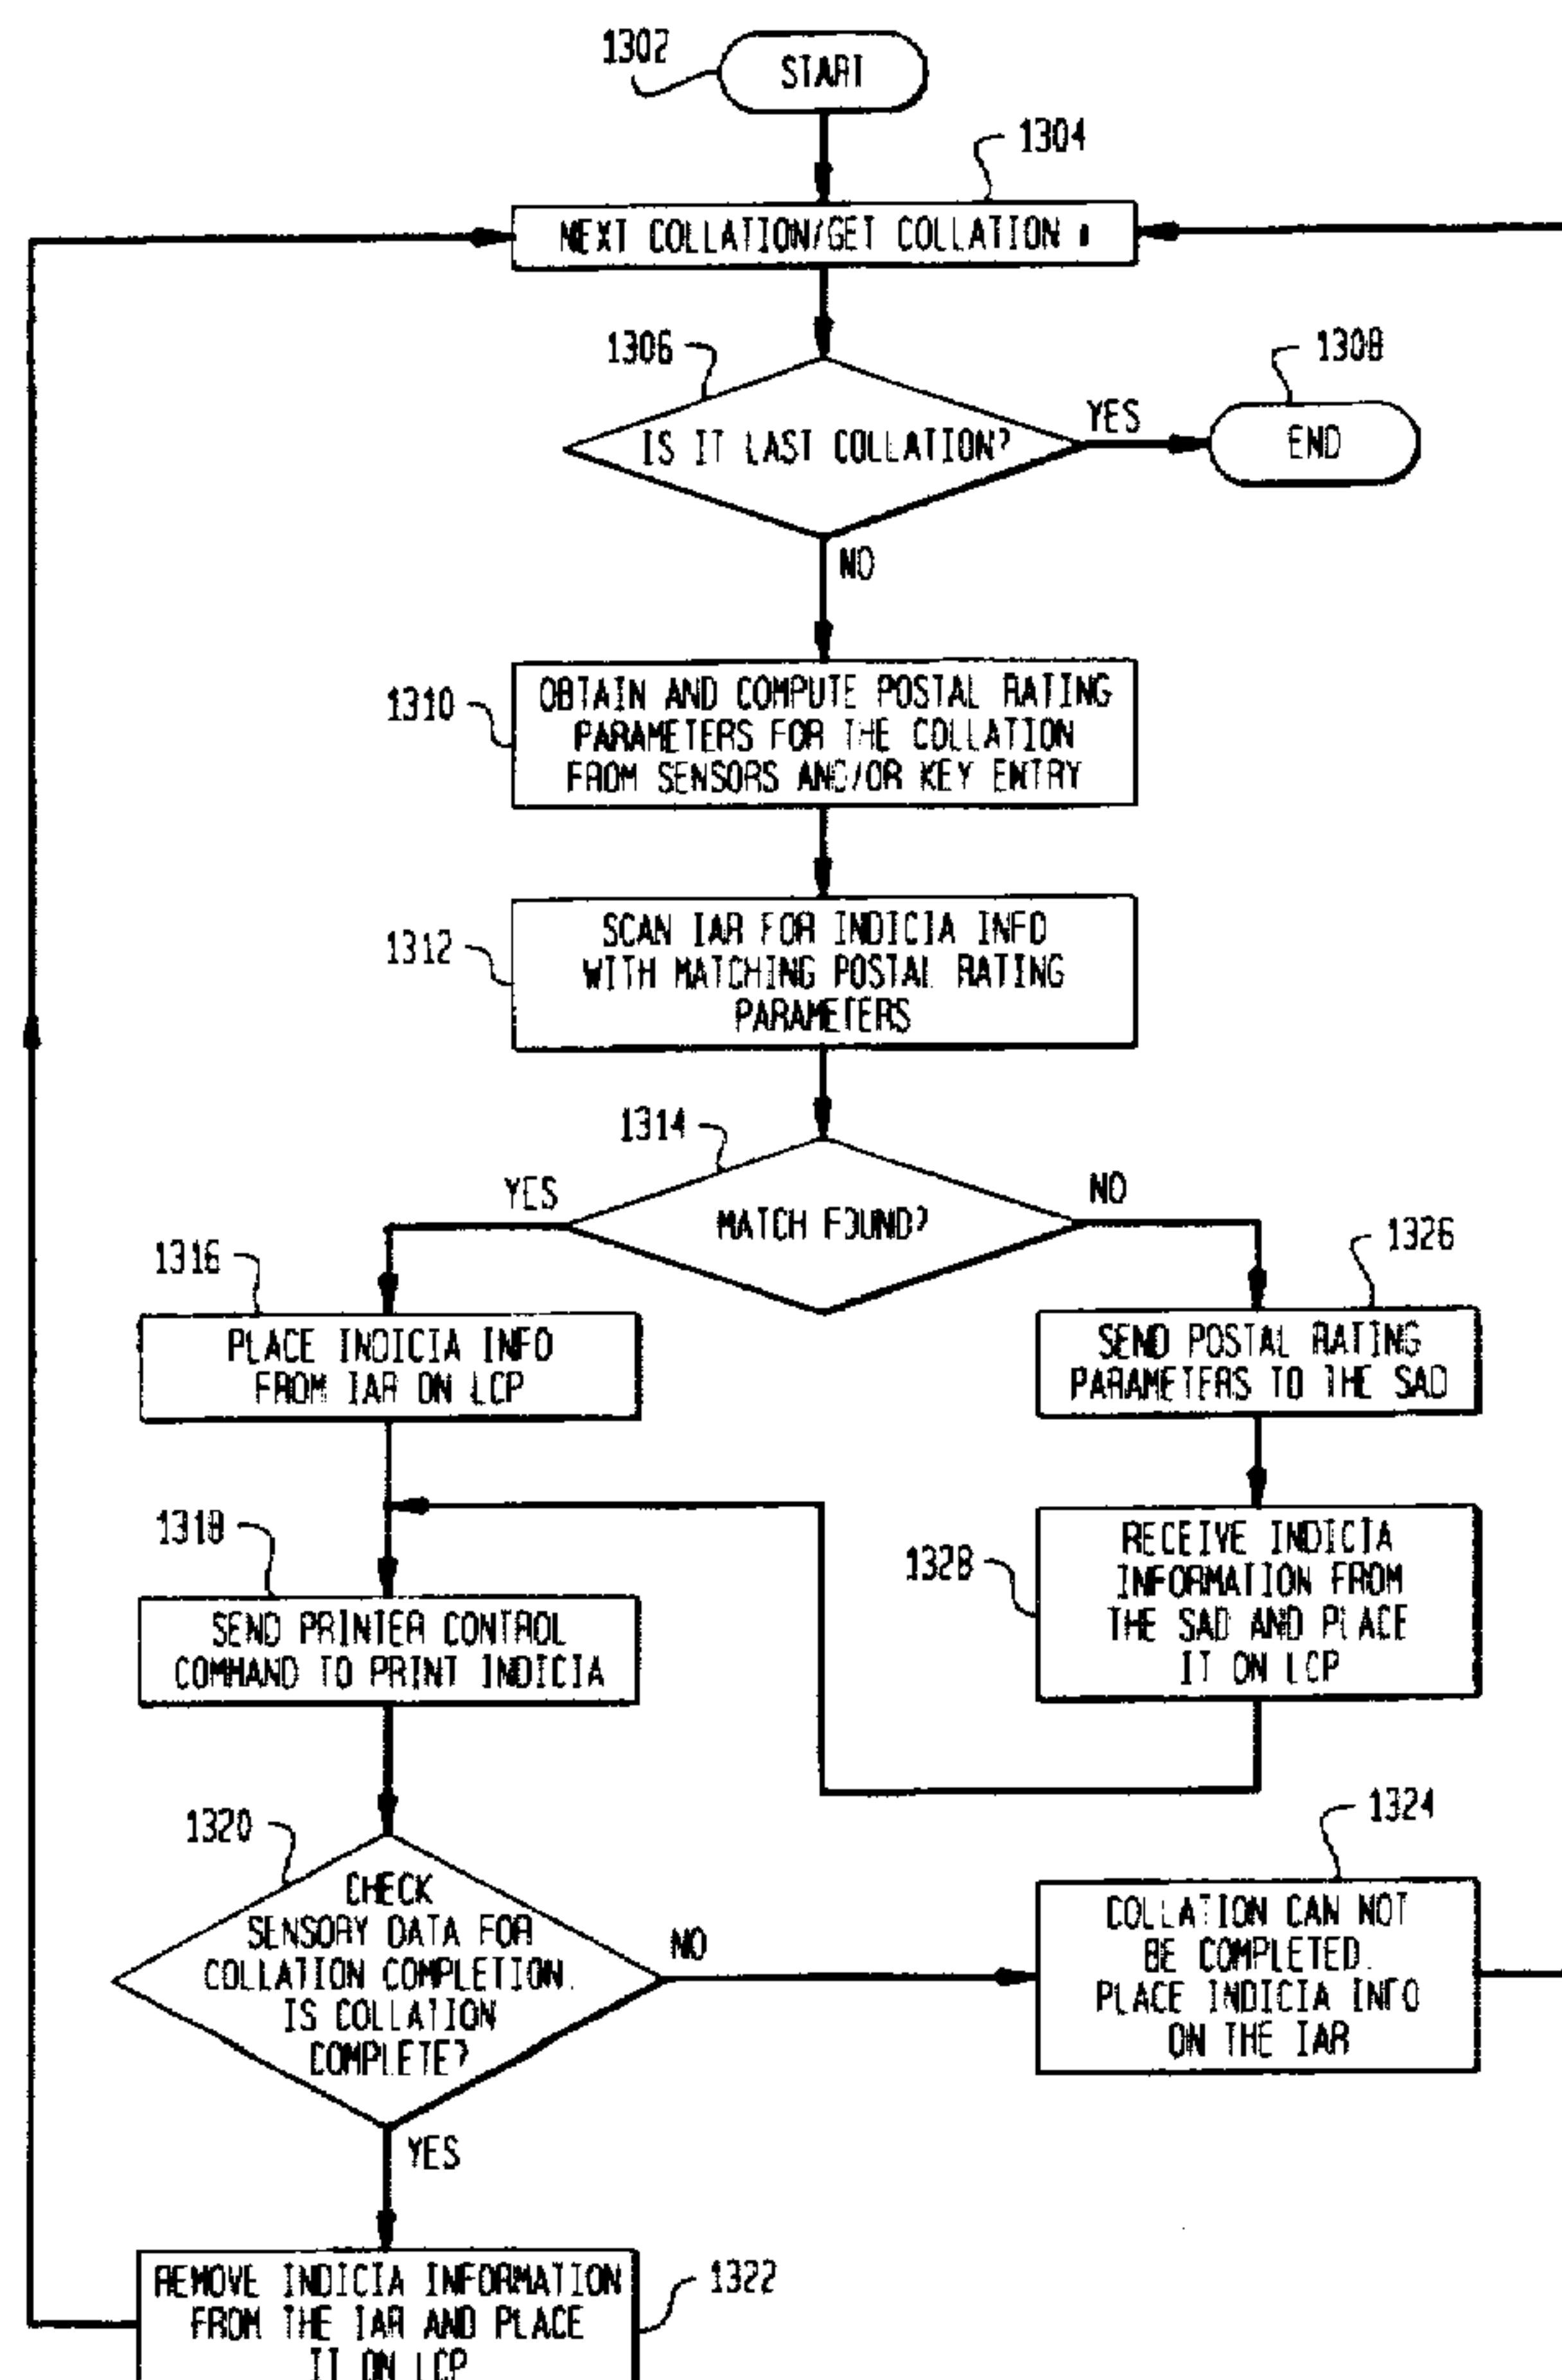 1302
START
1304
NEXT COLLATION/GET COLLATION
1306
IS IT LAST COLLATION?
YES
1308
END
NO
1310
OBTAIN AND COMPUTE POSTAL RATING
PARAMETERS FOR THE COLLATION
FROM SENSORS AND/OR KEY ENTRY
1312
SCAN IAR FOR INDICIA INFO
WITH MATCHING POSTAL RATING
PARAMETERS
1314
MATCH FOUND?
YES
NO
1316
PLACE INDICIA INFO
FROM IAR ON LCP
1326
SEND POSTAL RATING
PARAMETERS TO THE SAD
1318
SEND PRINTER CONTROL
COMMAND TO PRINT INDICIA
1328
RECEIVE INDICIA
INFORMATION FROM
THE SAD AND PLACE
IT ON LCP
1320
CHECK
SENSORY DATA FOR
COLLATION COMPLETION.
IS COLLATION
COMPLETE?
NO
1324
COLLATION CAN NOT
BE COMPLETED.
PLACE INDICIA INFO
ON THE IAR
YES
1322
REMOVE INDICIA INFORMATION
FROM THE IAR AND PLACE
IT ON LCP